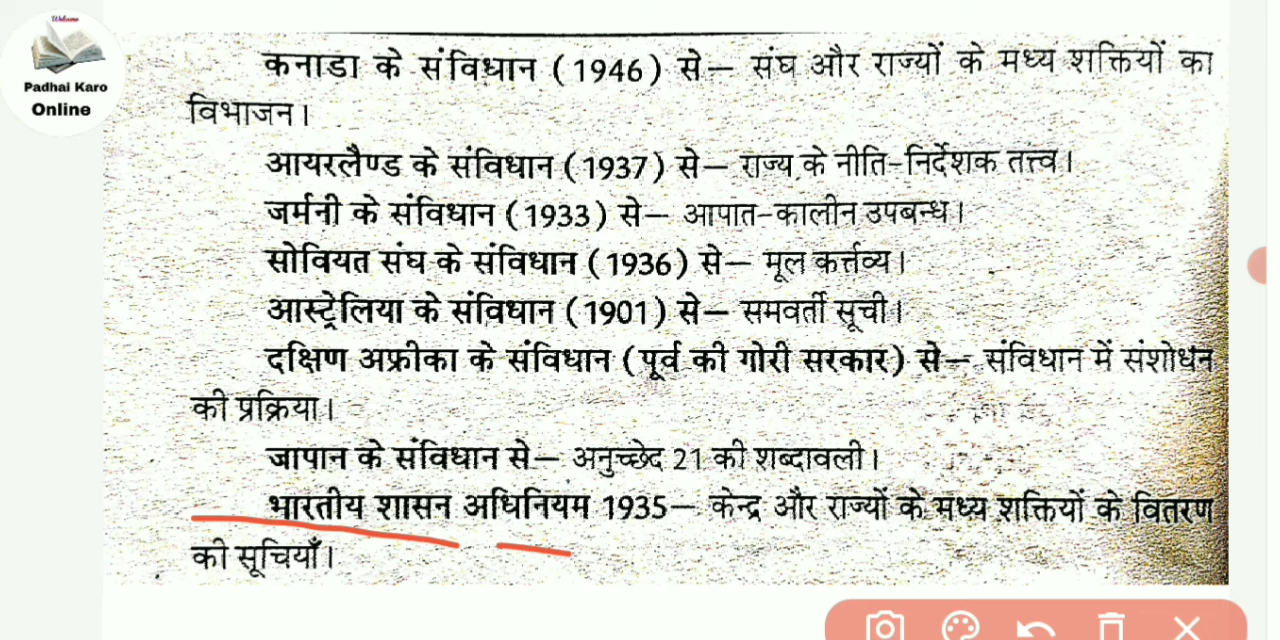 Welcome
Padhai Karo
Online
कनाडा के संविधान (1946) से— संघ और राज्यों के मध्य शक्तियों का
विभाजन।
आयरलैण्ड के संविधान (1937) से— राज्य के नीति-निर्देशक तत्त्व।
जर्मनी के संविधान (1933) से— आपात-कालीन उपबन्ध।
सोवियत संघ के संविधान (1936) से— मूल कर्त्तव्य।
आस्ट्रेलिया के संविधान (1901) से— समवर्ती सूची।
दक्षिण अफ्रीका के संविधान (पूर्व की गोरी सरकार) से— संविधान में संशोधन
की प्रक्रिया।
जापान के संविधान से— अनुच्छेद 21 की शब्दावली।
भारतीय शासन अधिनियम 1935— केन्द्र और राज्यों के मध्य शक्तियों के वितरण
की सूचियाँ।